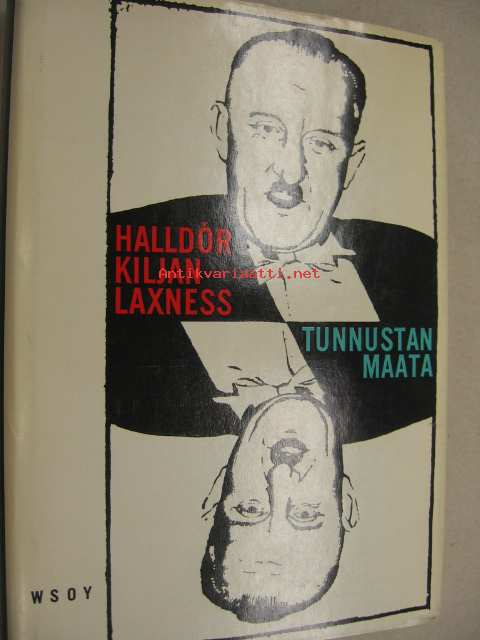 HALLDÓR
KILJAN
LAXNESS
Antikvariaatti.net
TUNNUSTAN
MAATA
WSOY